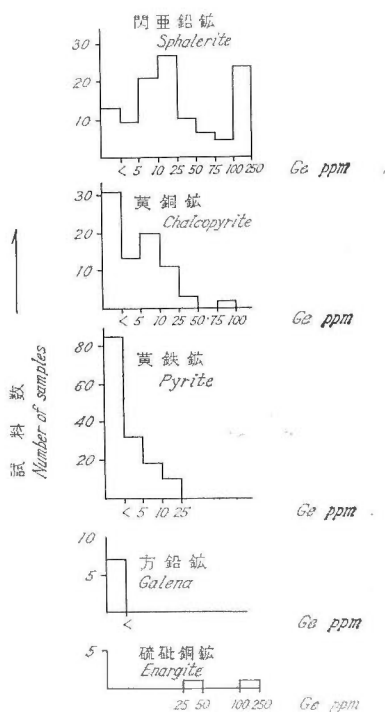 閃亜鉛鉱
Sphalerite
30
20
10
< 5 10 25 50 75 100 250
Ge ppm
黄銅鉱
Chalcopyrite
30
20
10
< 5 10 25 50 75 100
Ge ppm
試料数
Number of samples
黄鉄鉱
Pyrite
80
60
40
20
< 5 10 25
Ge ppm
方鉛鉱
Galena
10
5
<
Ge ppm
硫砒銅鉱
Enargite
5
25 50 100 250
Ge ppm